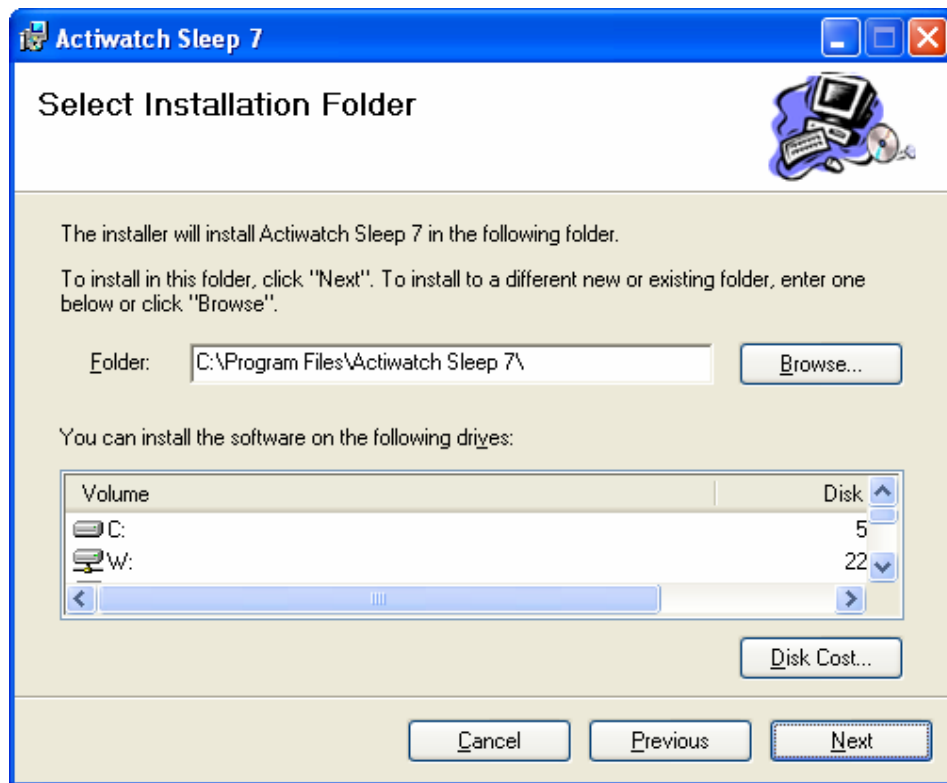 Actiwatch Sleep 7
Select Installation Folder
The installer will install Actiwatch Sleep 7 in the following folder.
To install in this folder, click "Next". To install to a different new or existing folder, enter one
below or click "Browse".
Folder: C:\Program Files\Actiwatch Sleep 7\ Browse...
You can install the software on the following drives:
Volume Disk
C: 5
W: 22
Disk Cost...
Cancel Previous Next